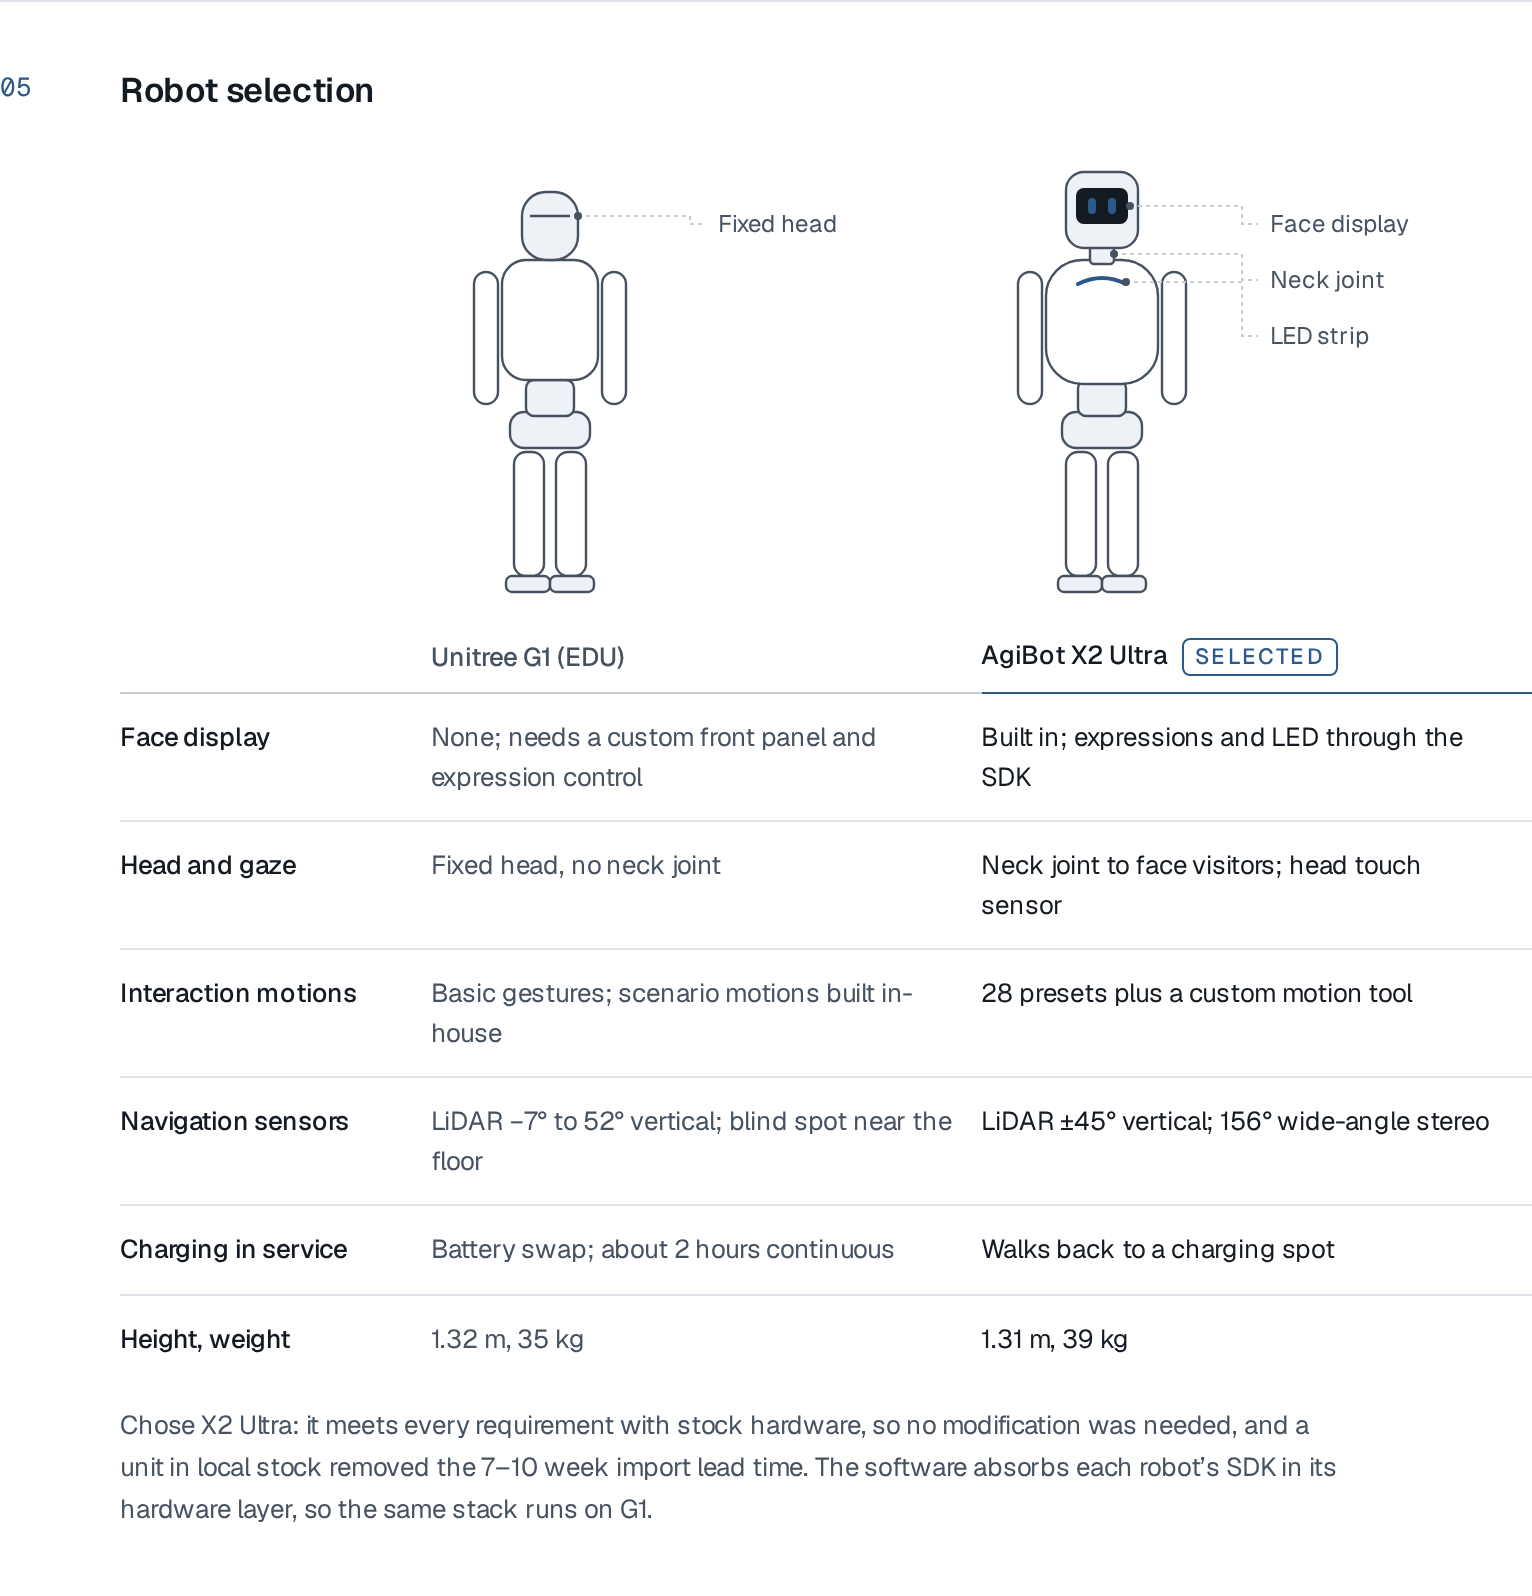 05
Robot selection
Fixed head
Face display
Neck joint
LED strip
Unitree G1 (EDU)
AgiBot X2 Ultra SELECTED
Face display
None; needs a custom front panel and
expression control
Built in; expressions and LED through the
SDK
Head and gaze
Fixed head, no neck joint
Neck joint to face visitors; head touch
sensor
Interaction motions
Basic gestures; scenario motions built in-
house
28 presets plus a custom motion tool
Navigation sensors
LiDAR −7° to 52° vertical; blind spot near the
floor
LiDAR ±45° vertical; 156° wide-angle stereo
Charging in service
Battery swap; about 2 hours continuous
Walks back to a charging spot
Height, weight
1.32 m, 35 kg
1.31 m, 39 kg
Chose X2 Ultra: it meets every requirement with stock hardware, so no modification was needed, and a
unit in local stock removed the 7–10 week import lead time. The software absorbs each robot’s SDK in its
hardware layer, so the same stack runs on G1.